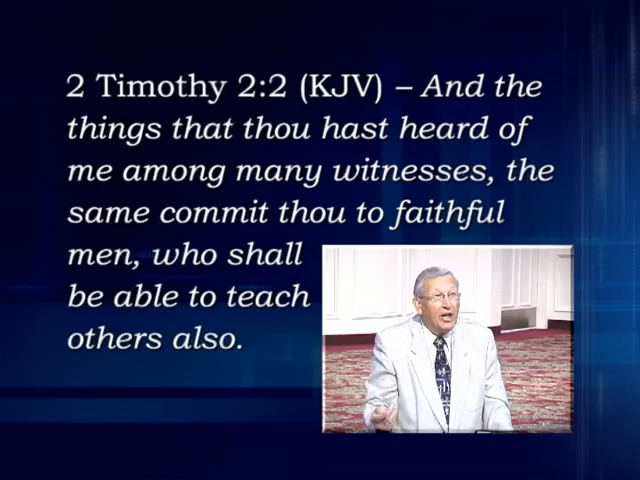 2 Timothy 2:2 (KJV) – And the
things that thou hast heard of
me among many witnesses, the
same commit thou to faithful
men, who shall
be able to teach
others also.